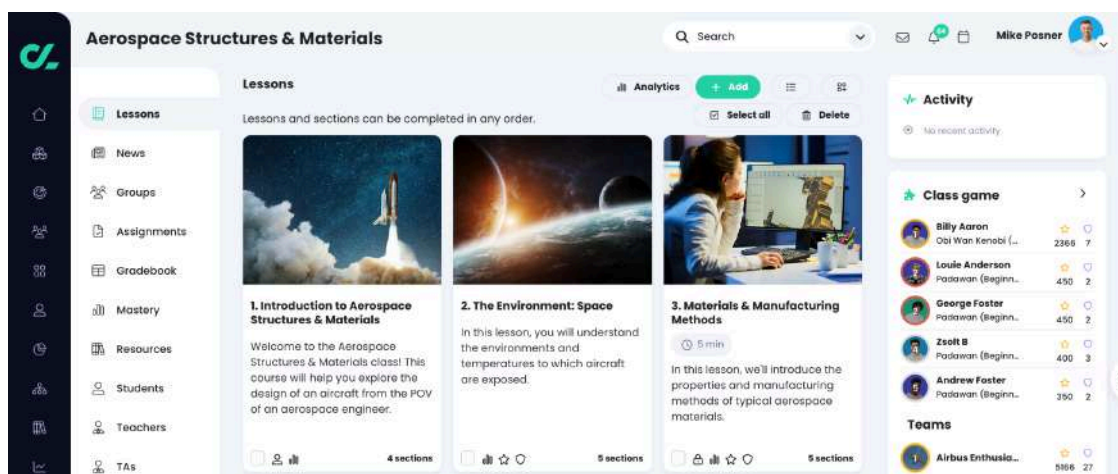 Aerospace Structures & Materials
Search
64
Mike Posner
Lessons
News
Groups
Assignments
Gradebook
Mastery
Resources
Students
Teachers
TAs
Lessons
Analytics
+ Add
Lessons and sections can be completed in any order.
Select all
Delete
1. Introduction to Aerospace
Structures & Materials
Welcome to the Aerospace
Structures & Materials class! This
course will help you explore the
design of an aircraft from the POV
of an aerospace engineer.
4 sections
2. The Environment: Space
In this lesson, you will understand
the environments and
temperatures to which aircraft
are exposed.
5 sections
3. Materials & Manufacturing
Methods
5 min
In this lesson, we'll introduce the
properties and manufacturing
methods of typical aerospace
materials.
5 sections
Activity
No recent activity
Class game
Billy Aaron
Obi Wan Kenobi (...
2366 7
Louie Anderson
Padawan (Beginn...
450 2
George Foster
Padawan (Beginn...
450 2
Zsolt B
Padawan (Beginn...
400 3
Andrew Foster
Padawan (Beginn...
350 2
Teams
Airbus Enthusia...
5166 27